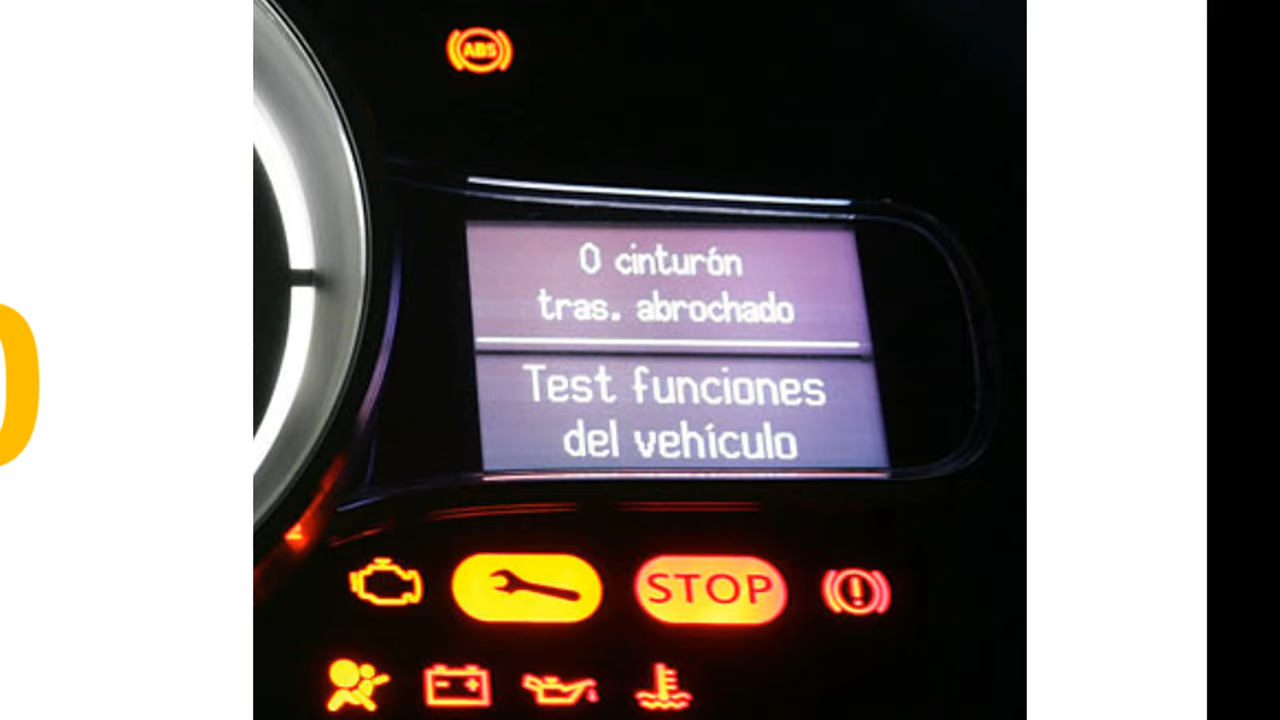 ABS
0 cinturón
tras. abrochado
Test funciones
del vehículo
STOP